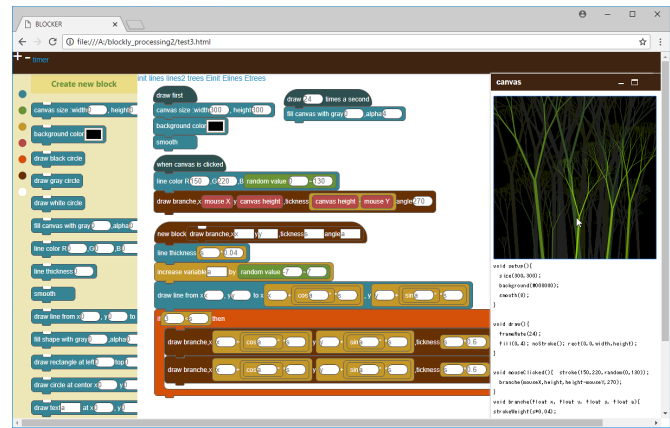 BLOCKER
file:///A:/blockly_processing2/test3.html
timer
Create new block
init lines lines2 trees Einit Elines Etrees
canvas size :width , height
background color
draw black circle
draw gray circle
draw white circle
fill canvas with gray ,alpha
line color R ,G ,B
line thickness
smooth
draw line from x , y to
fill shape with gray ,alpha
draw rectangle at left top
draw circle at centor x y
draw text a at x , y
draw first
canvas size :width 300 , height 300
background color
smooth
draw 24 times a second
fill canvas with gray ,alpha
when canvas is clicked
line color R 150 ,G 220 ,B random value ~ 130
draw branche,x mouse X y canvas height ,tickness canvas height - mouse Y angle 270
new block draw branche,x y ,tickness s angle a
line thickness s * 0.04
increase variable a by random value -7 ~ 7
draw line from x , y to x + cos a * s , y + sin a * s
if then
draw branche,x + cos a * s y + sin a * s ,tickness s * 0.6
draw branche,x + cos a * s y + sin a * s ,tickness s * 0.6
canvas
void setup(){
size(300,300);
background(#000000);
smooth(8);
}
void draw(){
frameRate(24);
fill(0,4); noStroke(); rect(0,0,width,height);
}
void mouseClicked(){ stroke(150,220,random(0,130));
branche(mouseX,height,height-mouseY,270);
}
void branche(float x, float y, float s, float a){
strokeWeight(s*0.04);